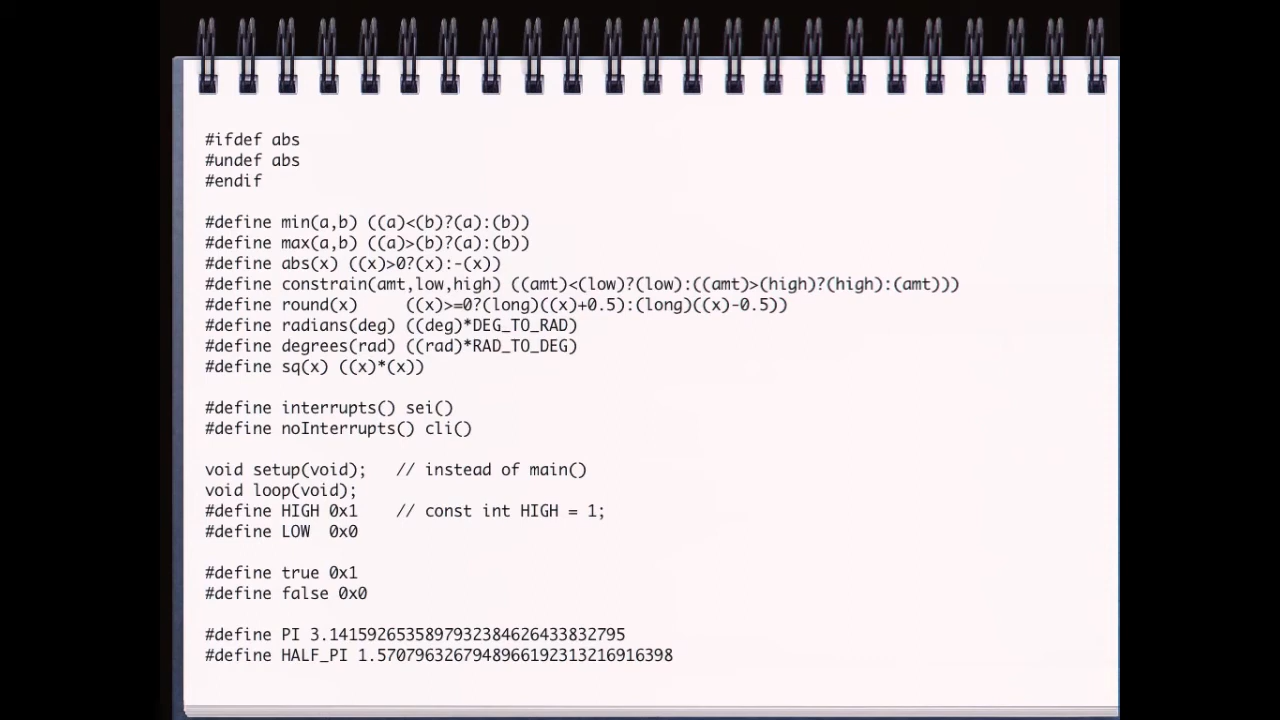 #ifdef abs
#undef abs
#endif
#define min(a,b) ((a)<(b)?(a):(b))
#define max(a,b) ((a)>(b)?(a):(b))
#define abs(x) ((x)>0?(x):-(x))
#define constrain(amt,low,high) ((amt)<(low)?(low):((amt)>(high)?(high):(amt)))
#define round(x)     ((x)>=0?(long)((x)+0.5):(long)((x)-0.5))
#define radians(deg) ((deg)*DEG_TO_RAD)
#define degrees(rad) ((rad)*RAD_TO_DEG)
#define sq(x) ((x)*(x))
#define interrupts() sei()
#define noInterrupts() cli()
void setup(void);   // instead of main()
void loop(void);
#define HIGH 0x1    // const int HIGH = 1;
#define LOW  0x0
#define true 0x1
#define false 0x0
#define PI 3.1415926535897932384626433832795
#define HALF_PI 1.5707963267948966192313216916398